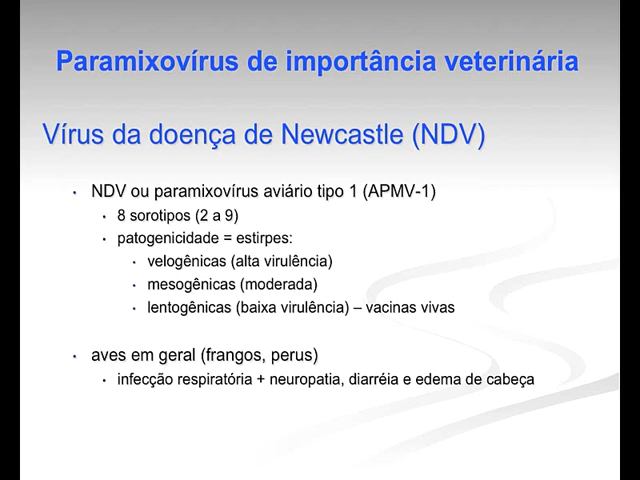 Paramixovírus de importância veterinária
Vírus da doença de Newcastle (NDV)
• NDV ou paramixovírus aviário tipo 1 (APMV-1)
• 8 sorotipos (2 a 9)
• patogenicidade = estirpes:
• velogênicas (alta virulência)
• mesogênicas (moderada)
• lentogênicas (baixa virulência) – vacinas vivas
• aves em geral (frangos, perus)
• infecção respiratória + neuropatia, diarréia e edema de cabeça